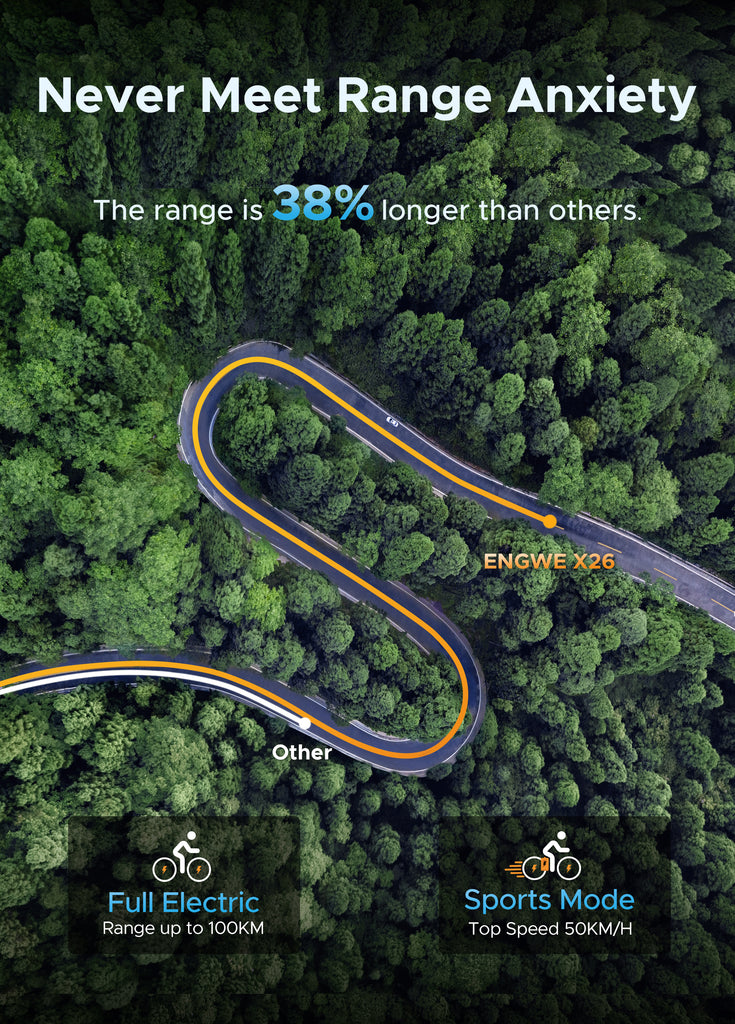 Never Meet Range Anxiety
The range is 38% longer than others.
ENGWE X26
Other
Full Electric
Range up to 100KM
Sports Mode
Top Speed 50KM/H